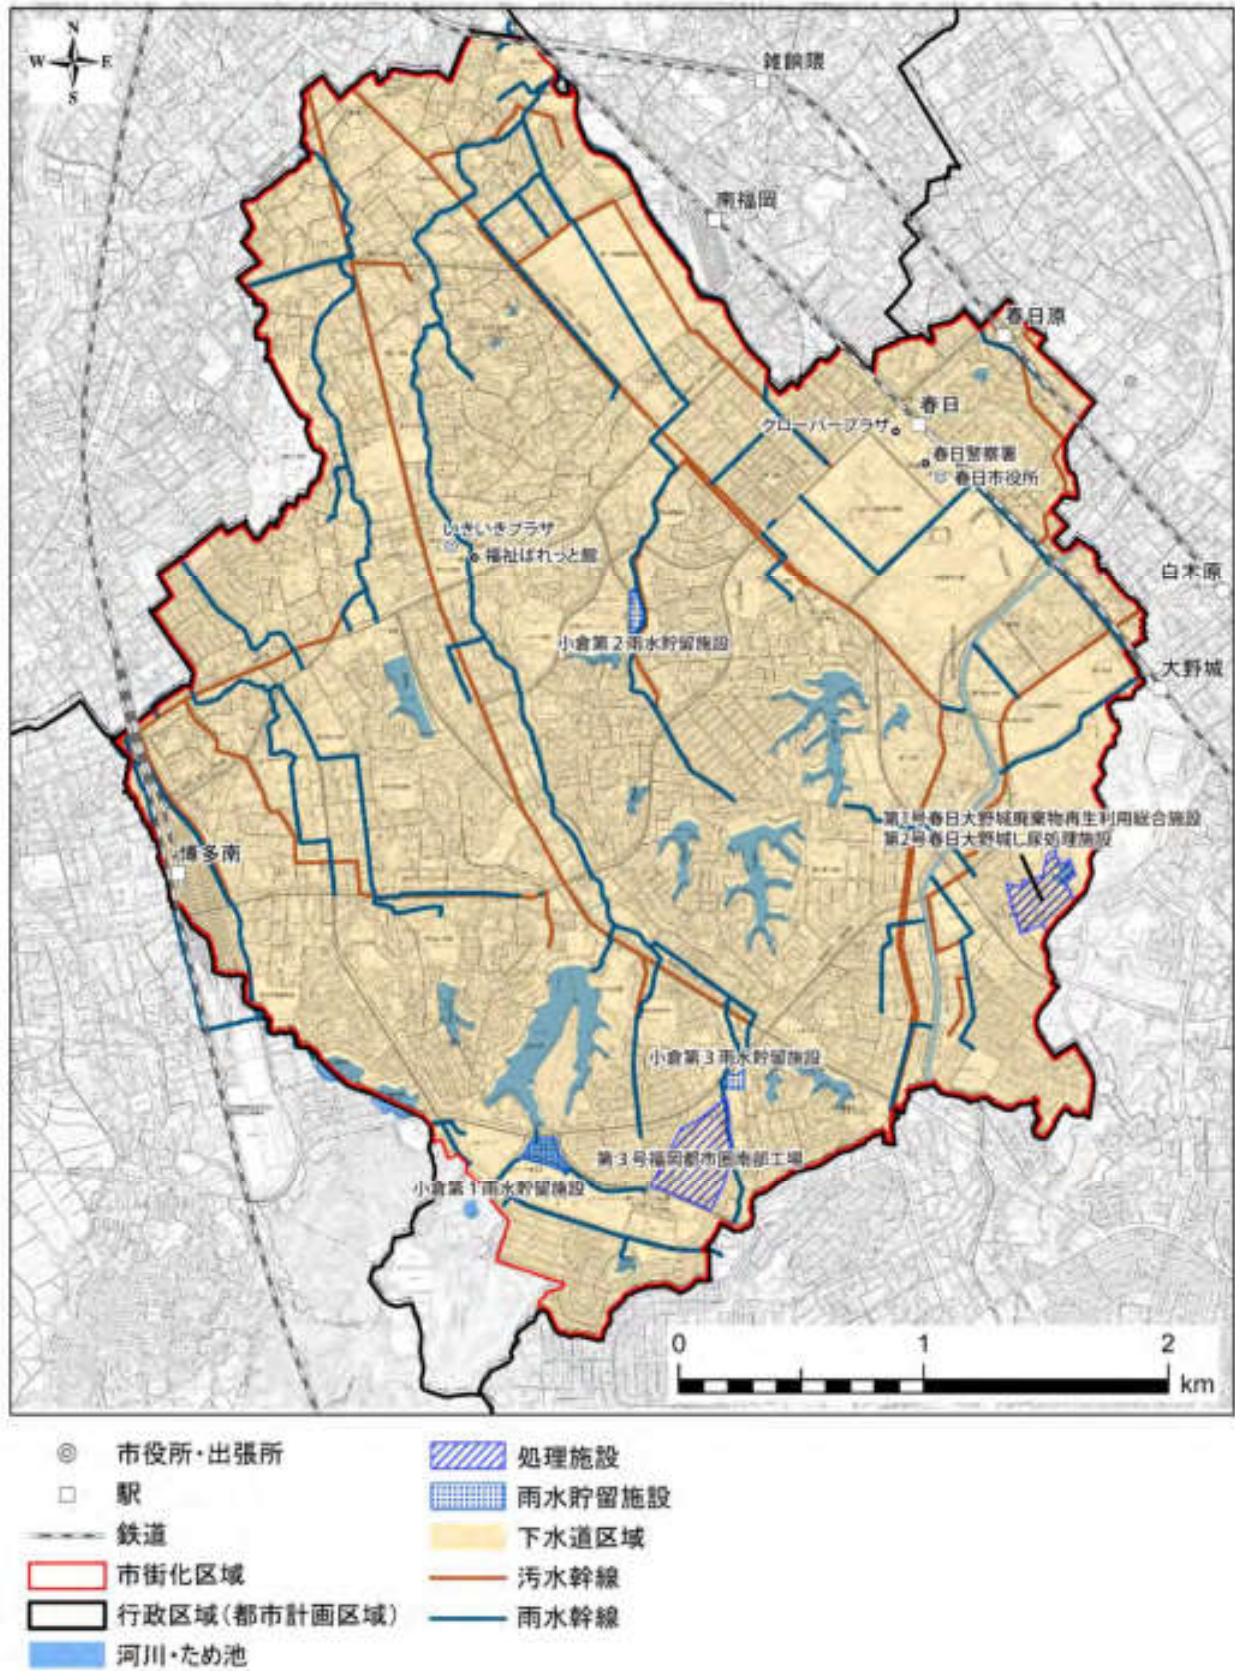 N
W E
S
雑餉隈
南福岡
春日原
春日
クローバープラザ
春日警察署
春日市役所
いきいきプラザ
福祉ぱれっと館
白木原
小倉第2雨水貯留施設
大野城
第1号春日大野城廃棄物再生利用総合施設
第2号春日大野城し尿処理施設
博多南
小倉第3雨水貯留施設
第3号福岡都市圏南部工場
小倉第1雨水貯留施設
0 1 2
km
市役所・出張所
駅
鉄道
市街化区域
行政区域(都市計画区域)
河川・ため池
処理施設
雨水貯留施設
下水道区域
汚水幹線
雨水幹線